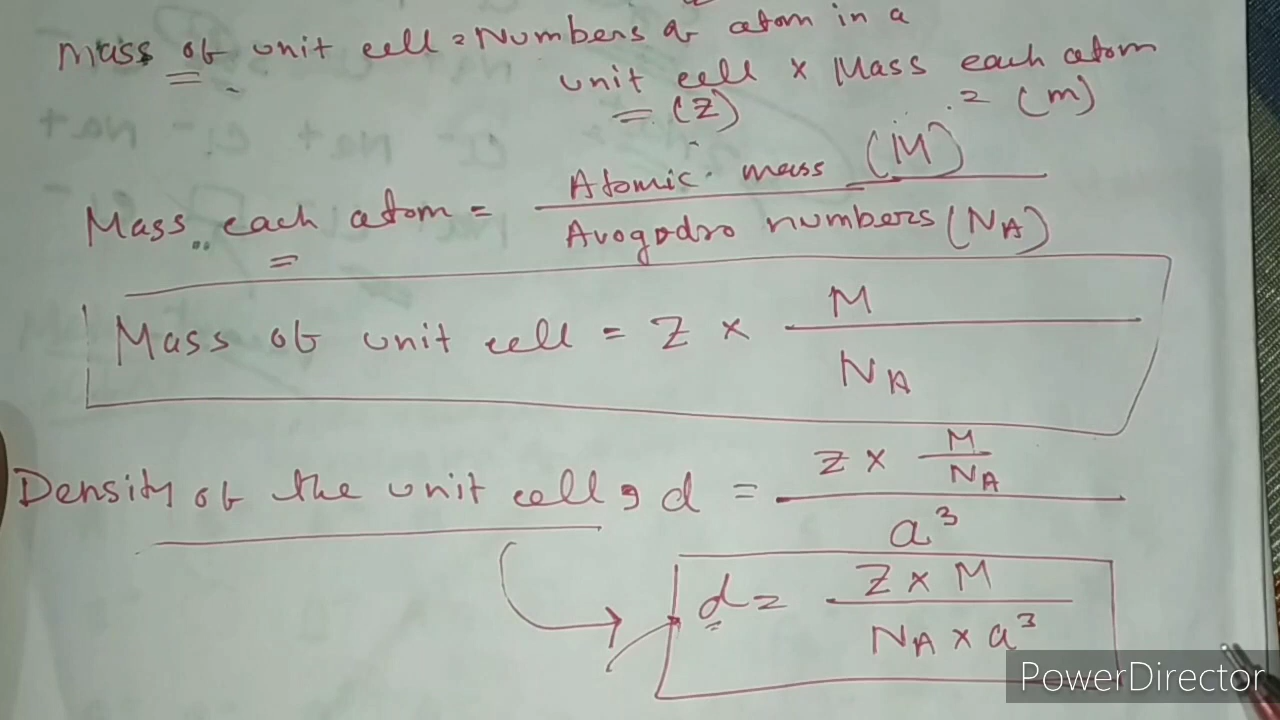 Mass of unit cell = Numbers of atom in a
unit cell × Mass each atom
= (Z) = (m)
Mass each atom = Atomic mass (M)
Avogadro numbers (NA)
Mass of unit cell = Z × M
NA
Density of the unit cell, d = Z × M/NA
a³
d = Z × M
NA × a³
PowerDirector